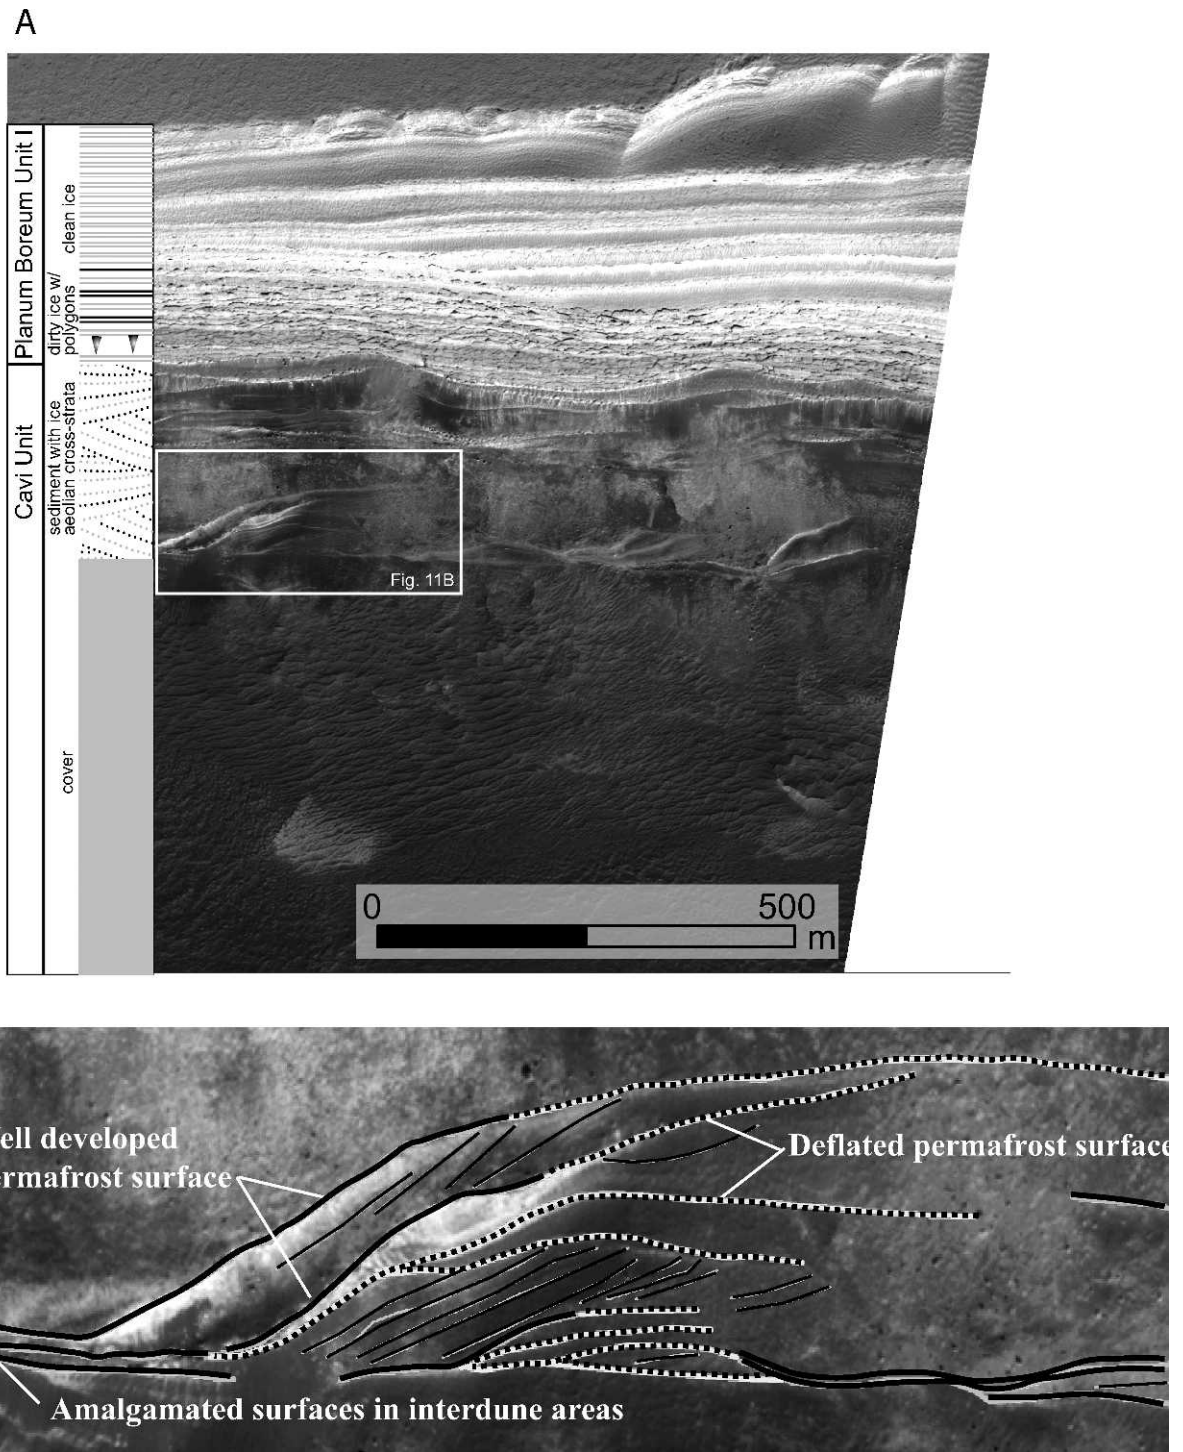 A
Planum Boreum Unit I
clean ice
dirty ice w/
polygons
Cavi Unit
sediment with ice
aeolian cross-strata
cover
Fig. 11B
0 500
m
ell developed
ermafrost surface
Deflated permafrost surface
Amalgamated surfaces in interdune areas